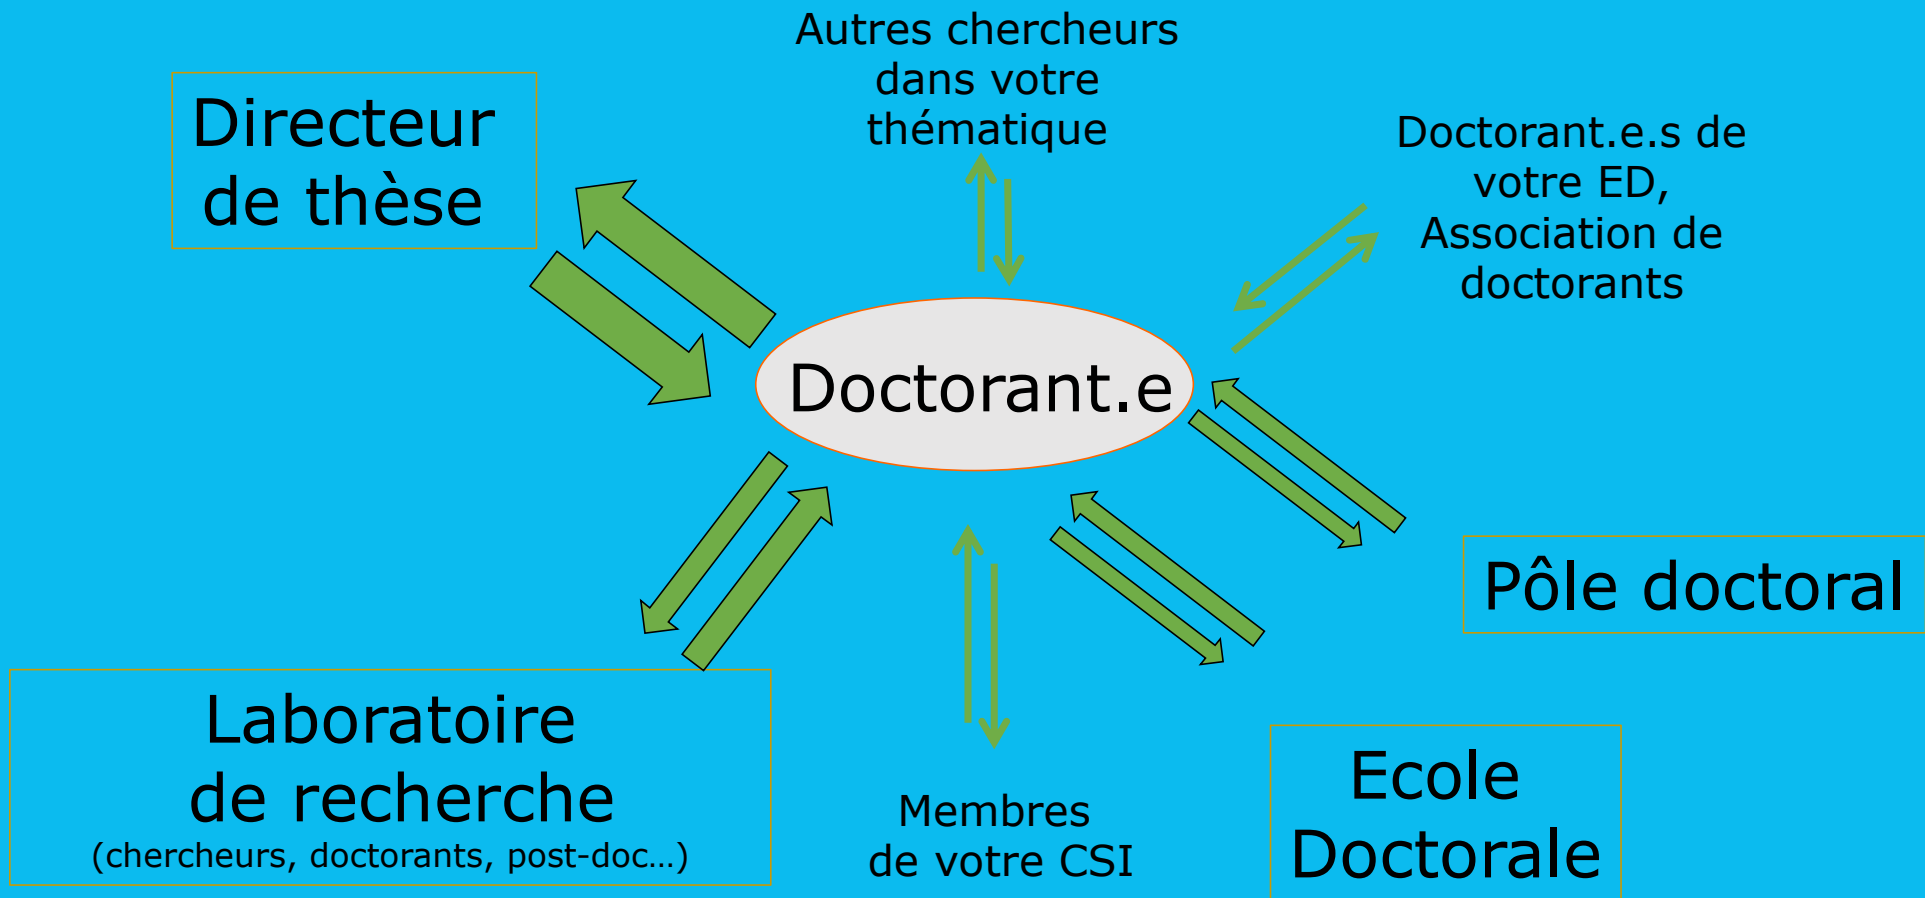 Autres chercheurs
dans votre
thématique
Directeur
de thèse
Doctorant.e.s de
votre ED,
Association de
doctorants
Doctorant.e
Pôle doctoral
Laboratoire
de recherche
(chercheurs, doctorants, post-doc…)
Membres
de votre CSI
Ecole
Doctorale